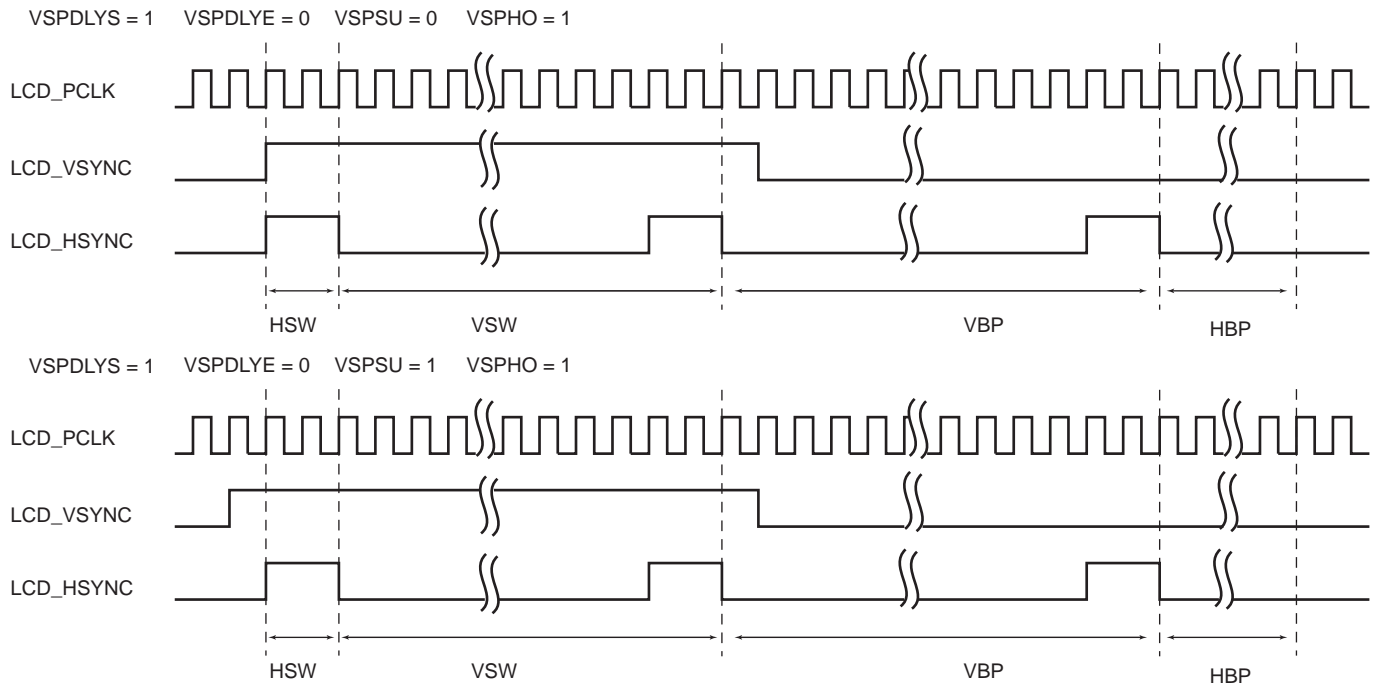 VSPDLYS = 1 VSPDLYE = 0 VSPSU = 0 VSPHO = 1
LCD_PCLK
LCD_VSYNC
LCD_HSYNC
HSW VSW VBP HBP
VSPDLYS = 1 VSPDLYE = 0 VSPSU = 1 VSPHO = 1
LCD_PCLK
LCD_VSYNC
LCD_HSYNC
HSW VSW VBP HBP